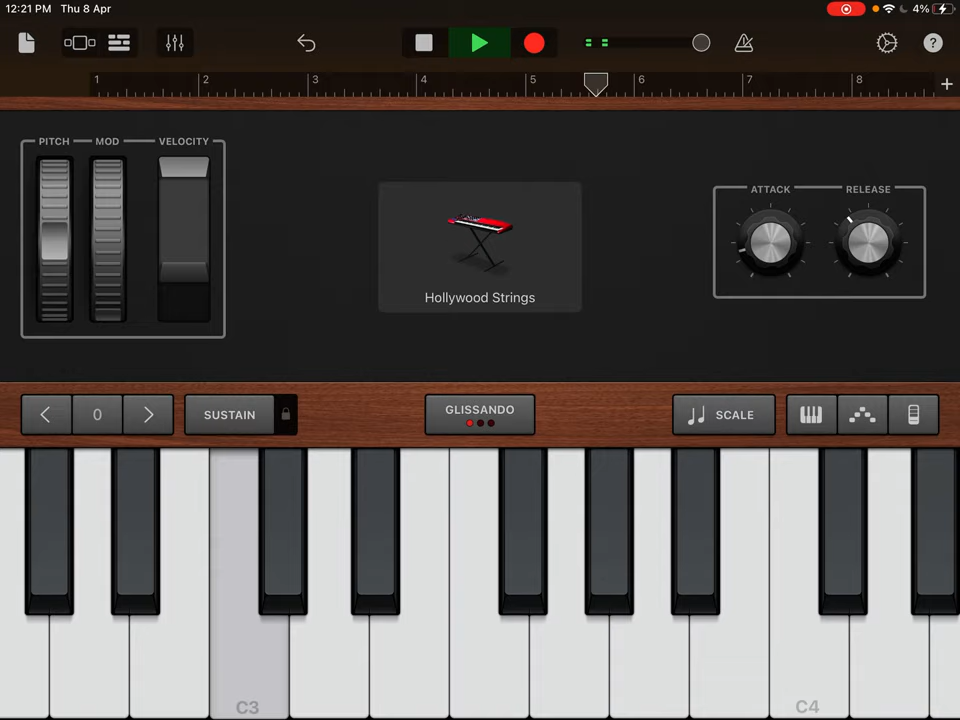 12:21 PM Thu 8 Apr 4%
?
1 2 3 4 5 6 7 8 +
PITCH MOD VELOCITY
ATTACK RELEASE
Hollywood Strings
< 0 > SUSTAIN GLISSANDO SCALE
C3 C4